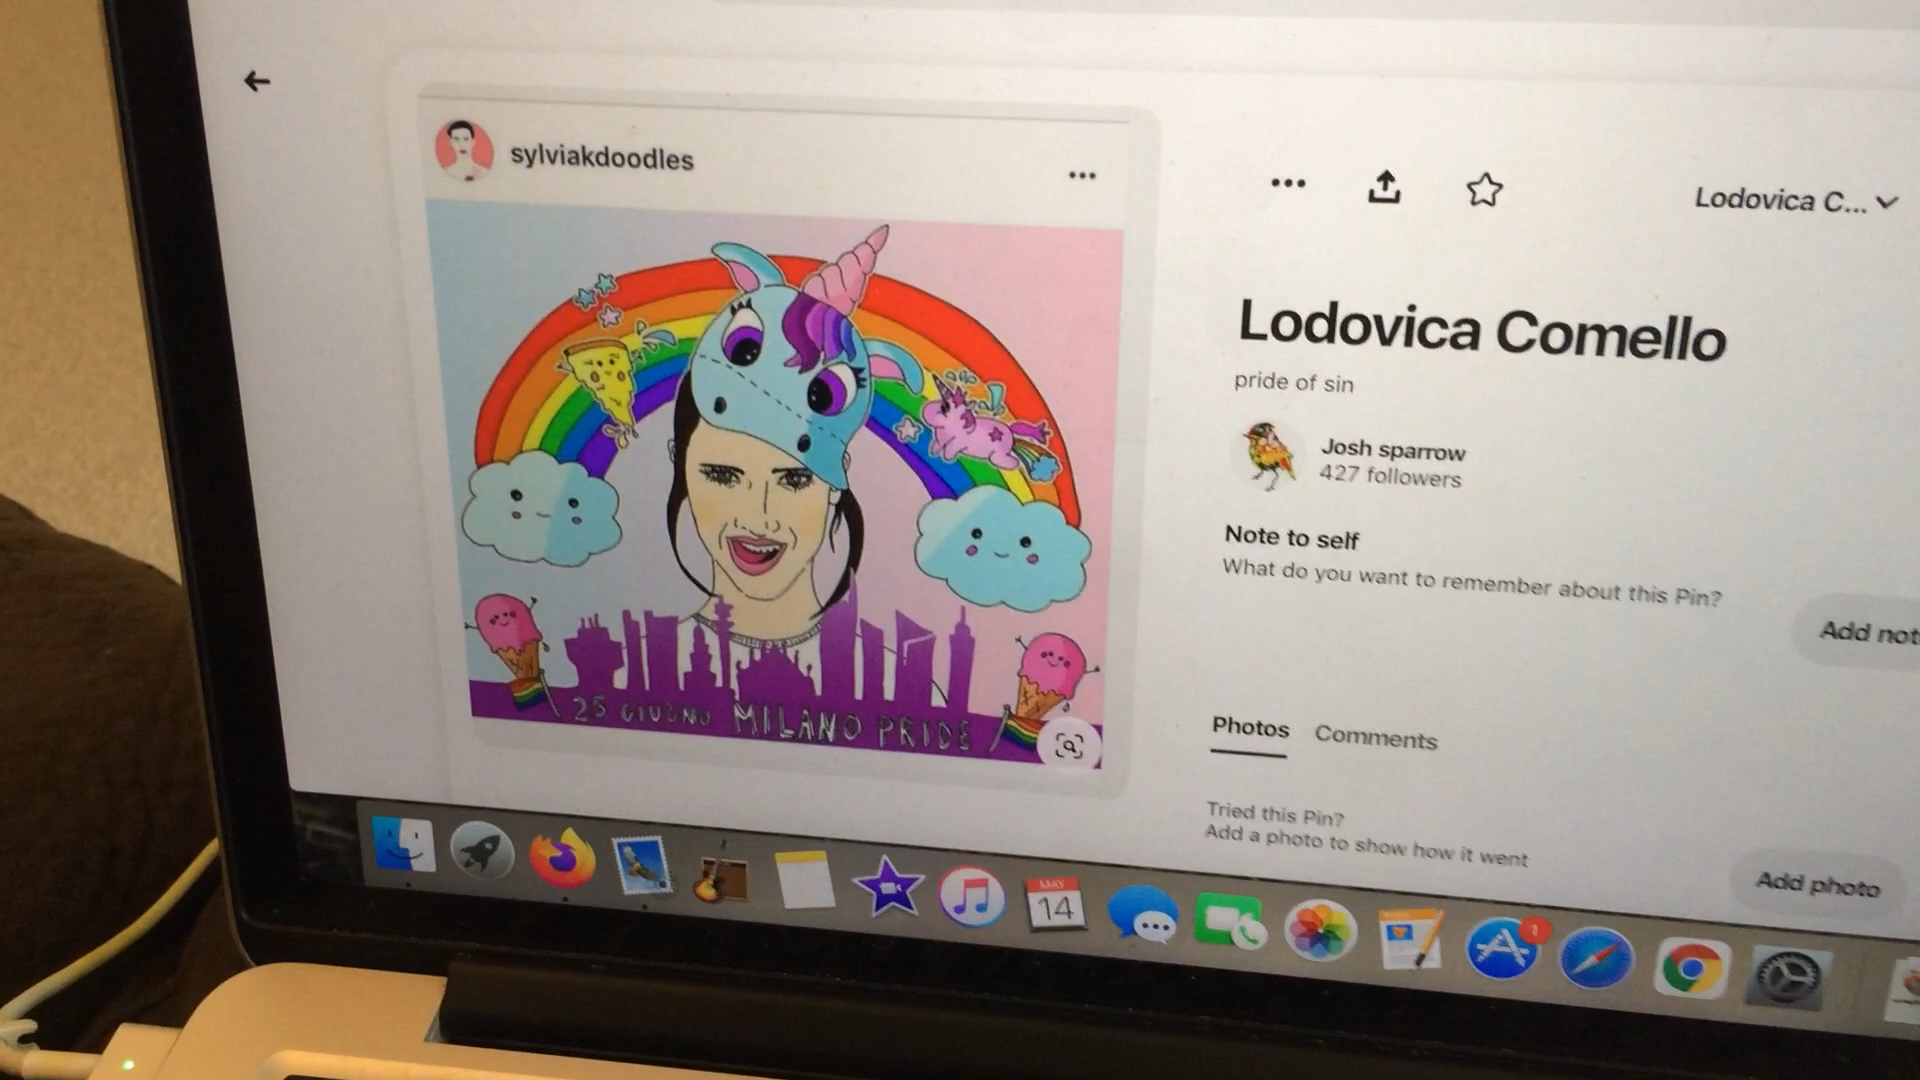 sylviakdoodles
25 GIUGNO MILANO PRIDE
Lodovica C...
Lodovica Comello
pride of sin
Josh sparrow
427 followers
Note to self
What do you want to remember about this Pin?
Add not
Photos Comments
Tried this Pin?
Add a photo to show how it went
Add photo
MAY
14
1